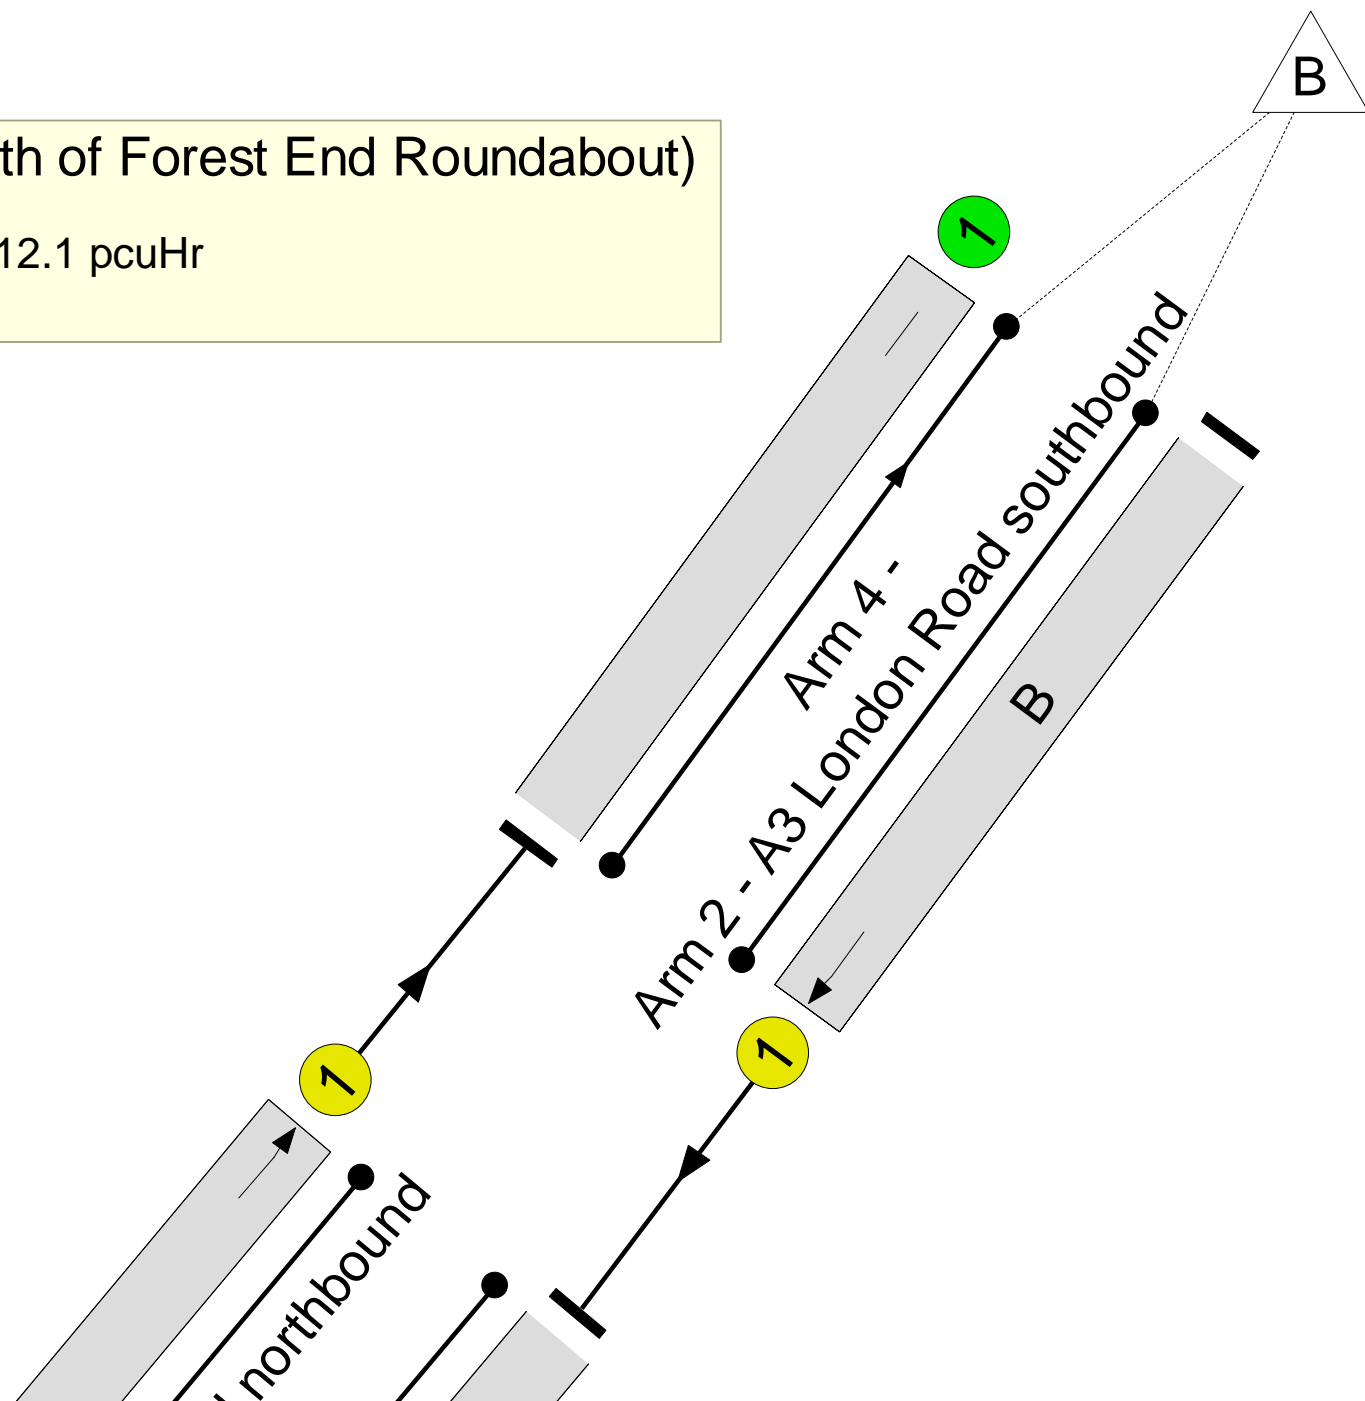 B
th of Forest End Roundabout)
12.1 pcuHr
1
Arm 4 -
Arm 2 - A3 London Road southbound
B
1
1
northbound